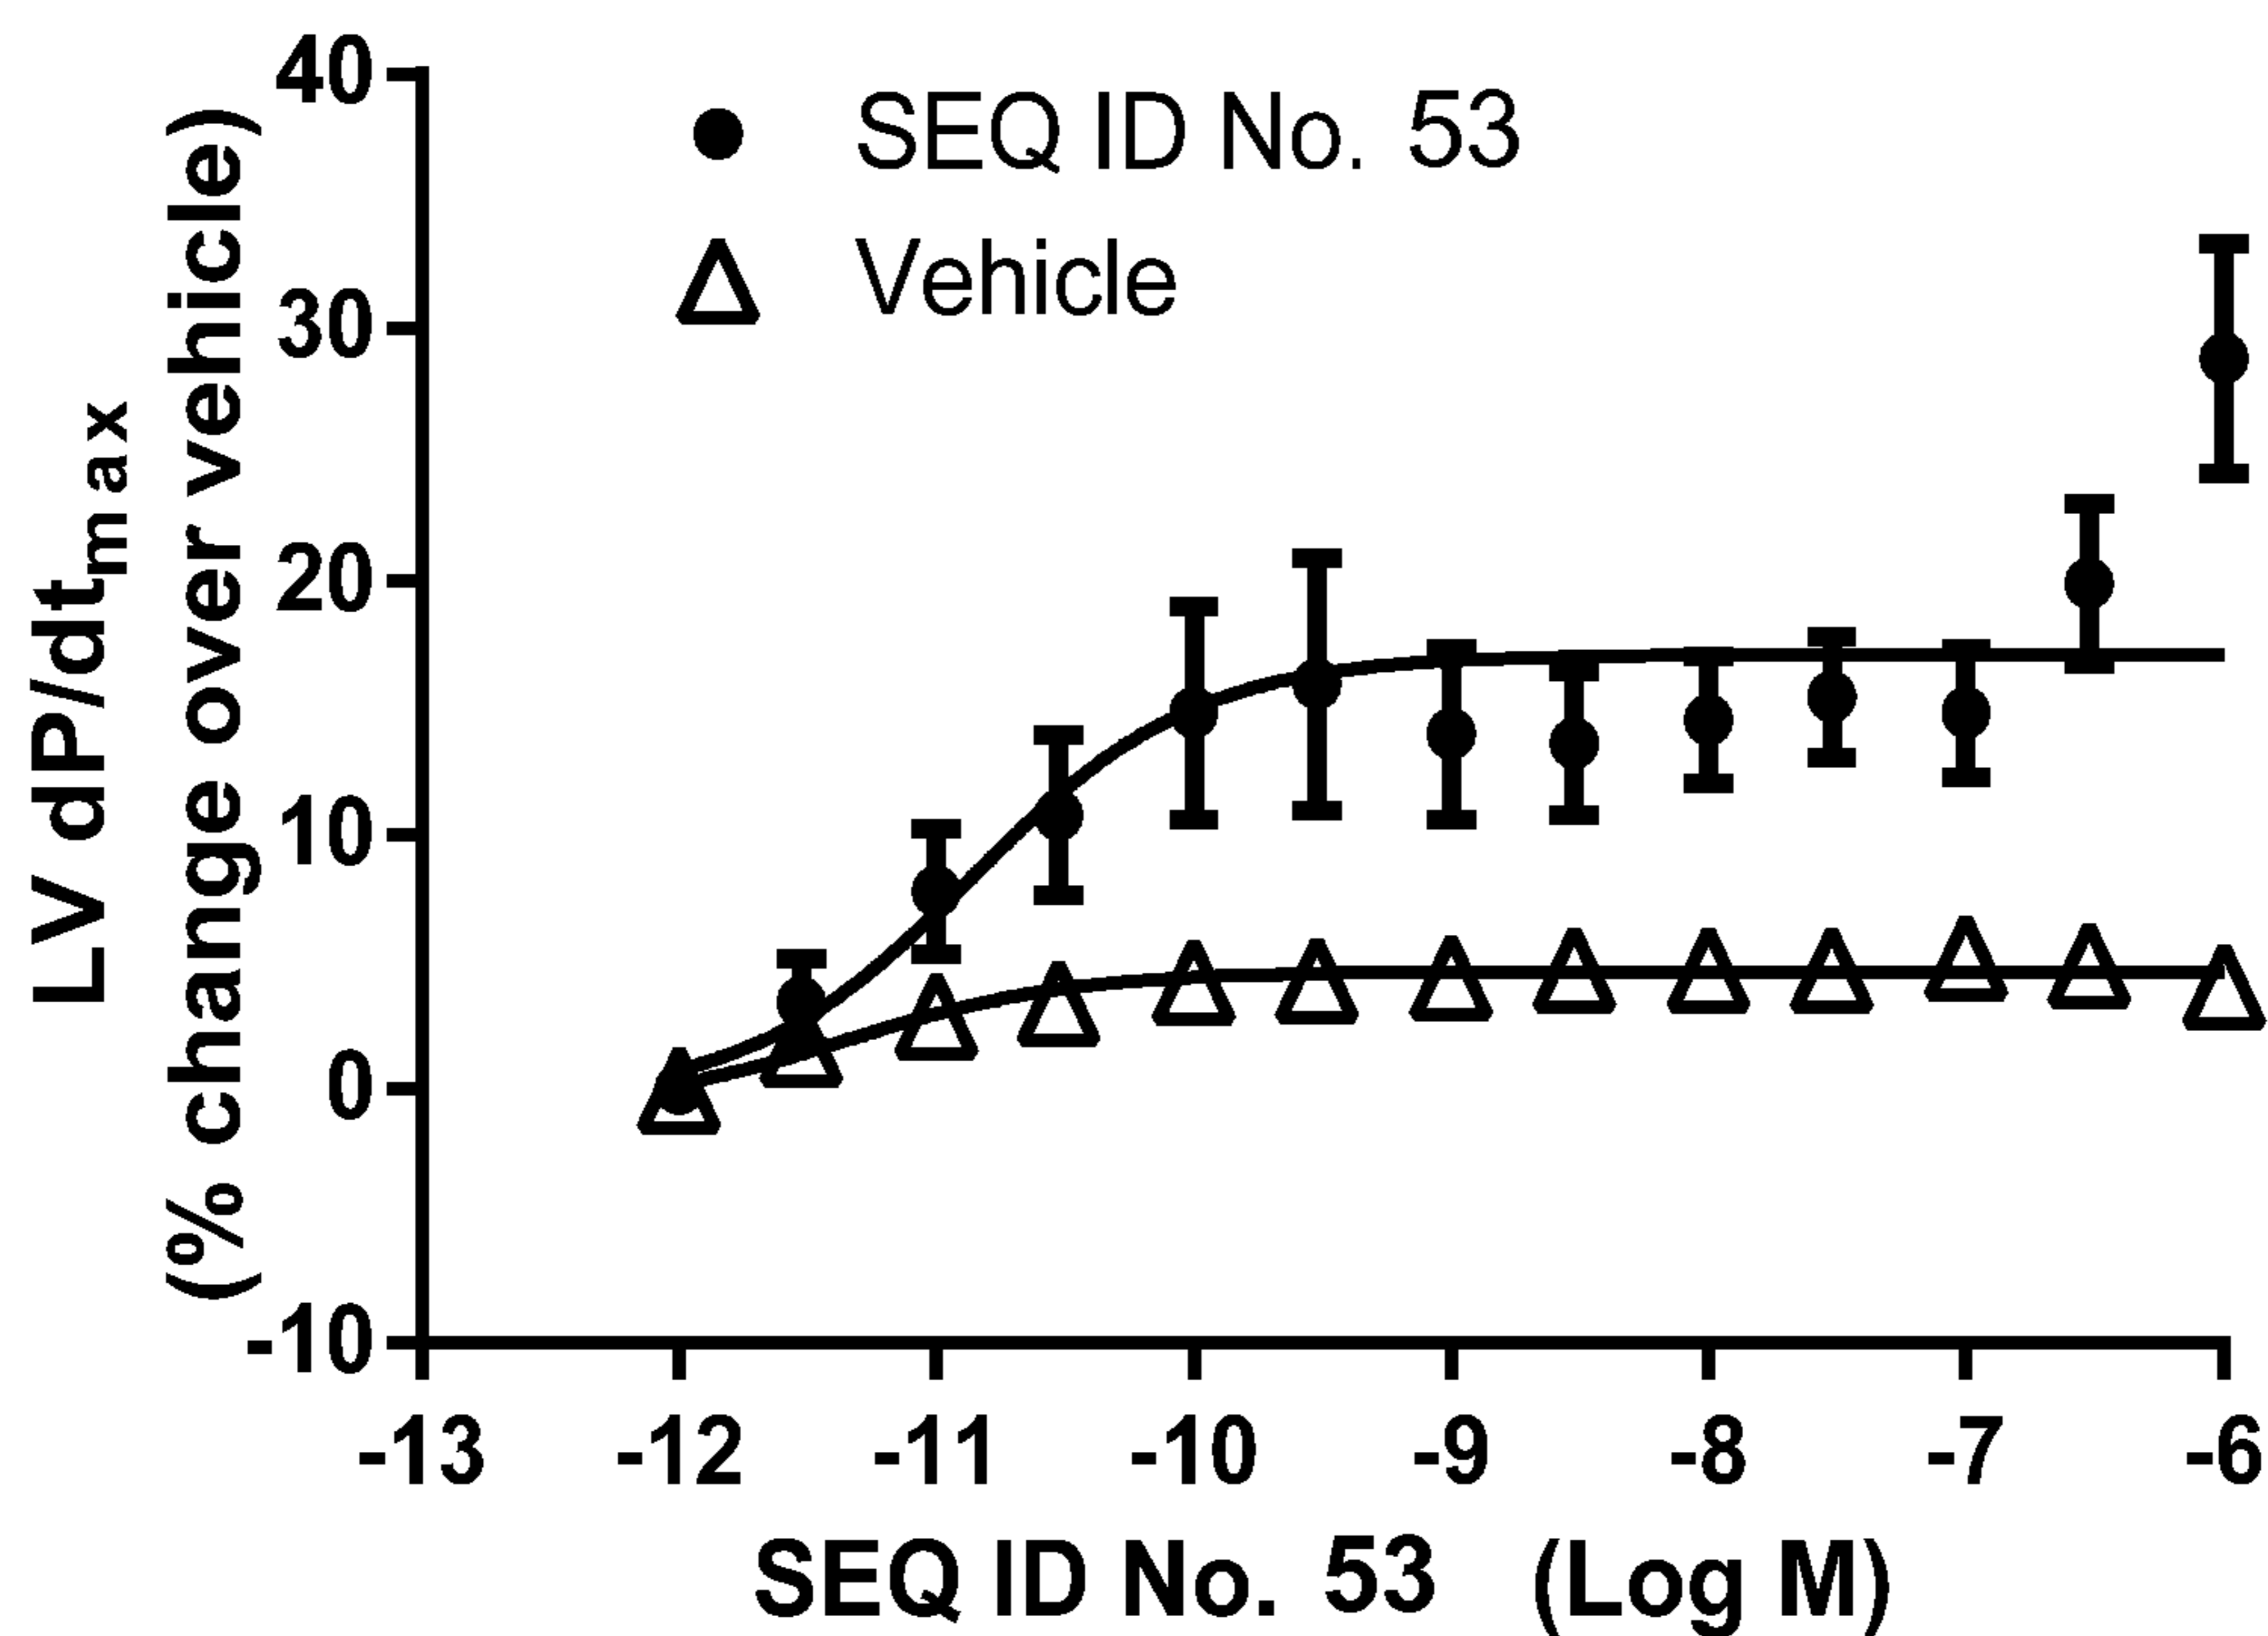 LV dP/dtmax
(% change over vehicle)
40
30
20
10
0
-10
SEQ ID No. 53
Vehicle
-13 -12 -11 -10 -9 -8 -7 -6
SEQ ID No. 53 (Log M)